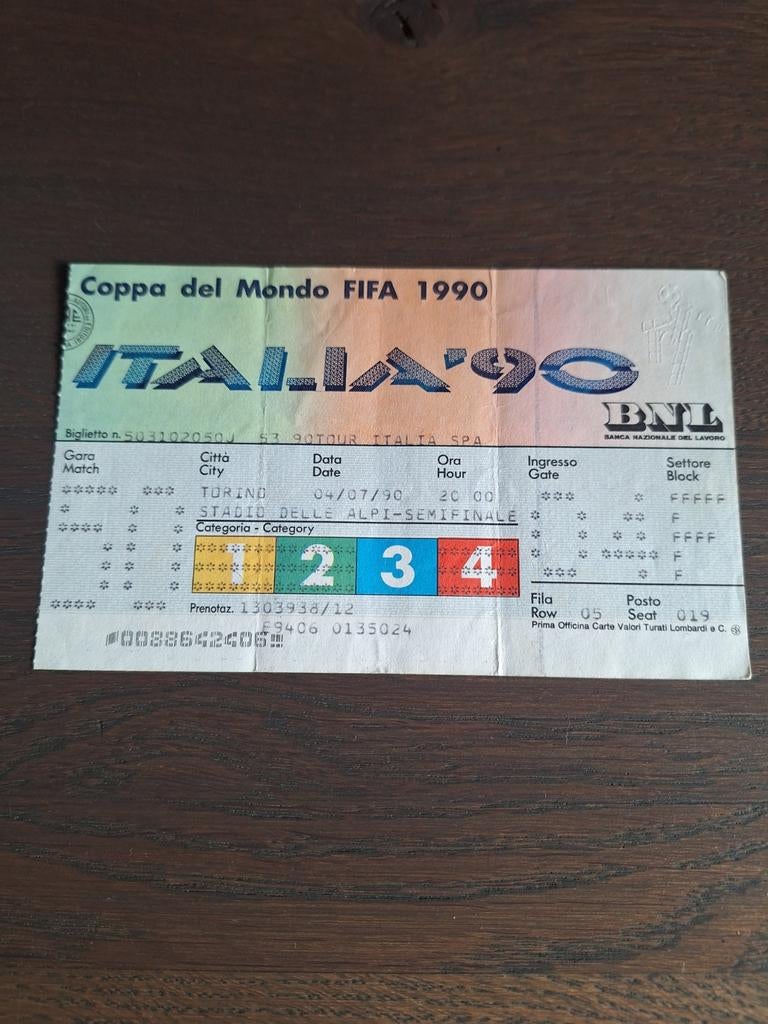 Coppa del Mondo FIFA 1990
ITALIA '90
BNL
BANCA NAZIONALE DEL LAVORO
Biglietto n. 503102050J 53 90TOUR ITALIA SPA
Gara Città Data Ora Ingresso Settore
Match City Date Hour Gate Block
TORINO 04/07/90 20 00
STADIO DELLE ALPI-SEMIFINALE
FFFFF
F
FFFF
F
F
Categoria - Category
1 2 3 4
Prenotaz. 1303938/12
E9406 0135024
0088642406
Fila Posto
Row 05 Seat 019
Prima Officina Carte Valori Turati Lombardi e C.